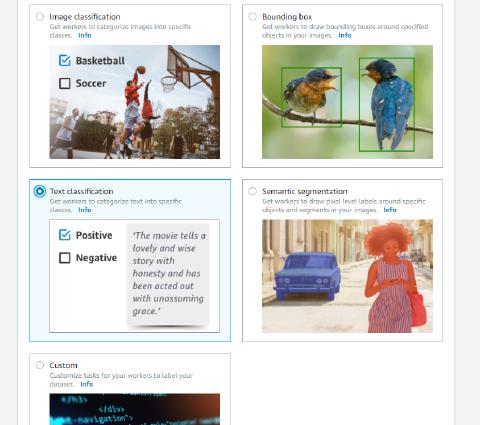 Image classification
Get workers to categorize images into specific
classes. Info
Basketball
Soccer
Bounding box
Get workers to draw bounding boxes around specified
objects in your images. Info
Text classification
Get workers to categorize text into specific
classes. Info
Positive
Negative
'The movie tells a
lovely and wise
story with
honesty and has
been acted out
with unassuming
grace.'
Semantic segmentation
Get workers to draw pixel level labels around specific
objects and segments in your images. Info
Custom
Customize tasks for your workers to label your
dataset. Info
</h3>
</div>
-navigation">